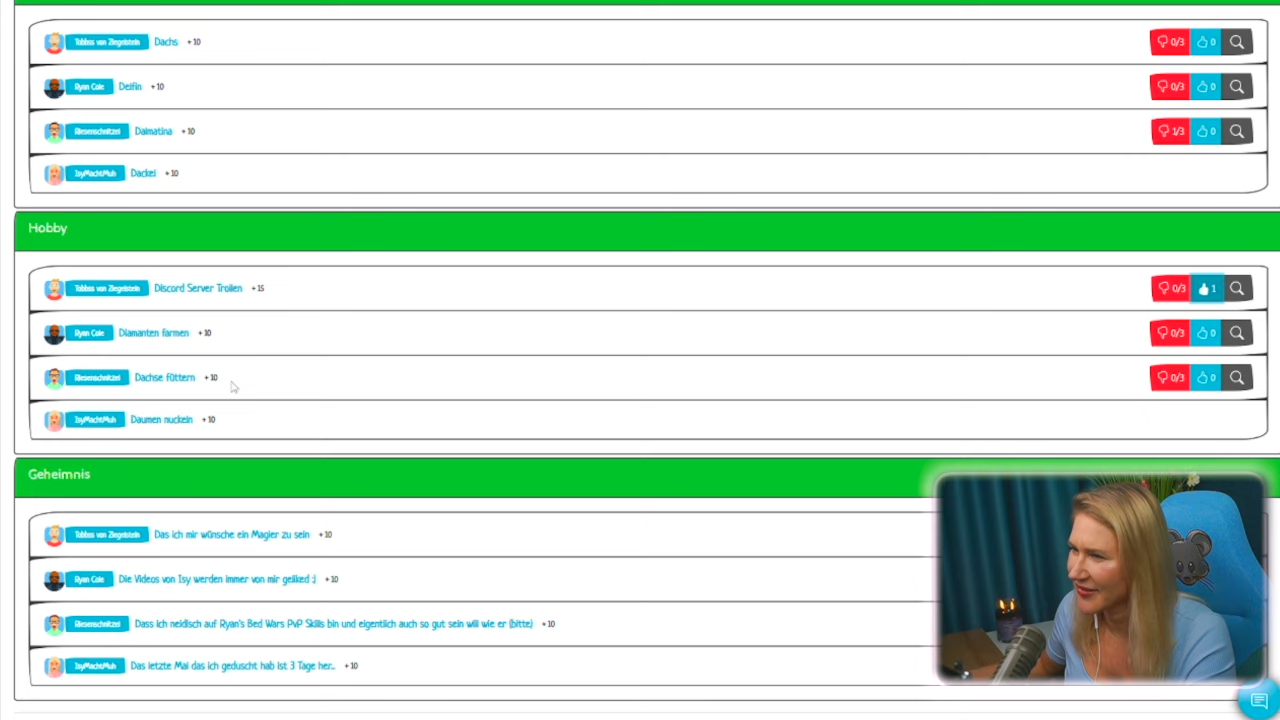 Tobbss von Ziegelstein Dachs +10 0/3 0
Ryan Cole Delfin +10 0/3 0
Riesenschnitzel Dalmatina +10 1/3 0
IsyMachtMuh Dackel +10
Hobby
Tobbss von Ziegelstein Discord Server Trollen +15 0/3 1
Ryan Cole Diamanten farmen +10 0/3 0
Riesenschnitzel Dachse füttern +10 0/3 0
IsyMachtMuh Daumen nuckeln +10
Geheimnis
Tobbss von Ziegelstein Das ich mir wünsche ein Magier zu sein +10
Ryan Cole Die Videos von Isy werden immer von mir geliked :) +10
Riesenschnitzel Dass ich neidisch auf Ryan's Bed Wars PvP Skills bin und eigentlich auch so gut sein will wie er (bitte) +10
IsyMachtMuh Das letzte Mal das ich geduscht hab ist 3 Tage her.. +10